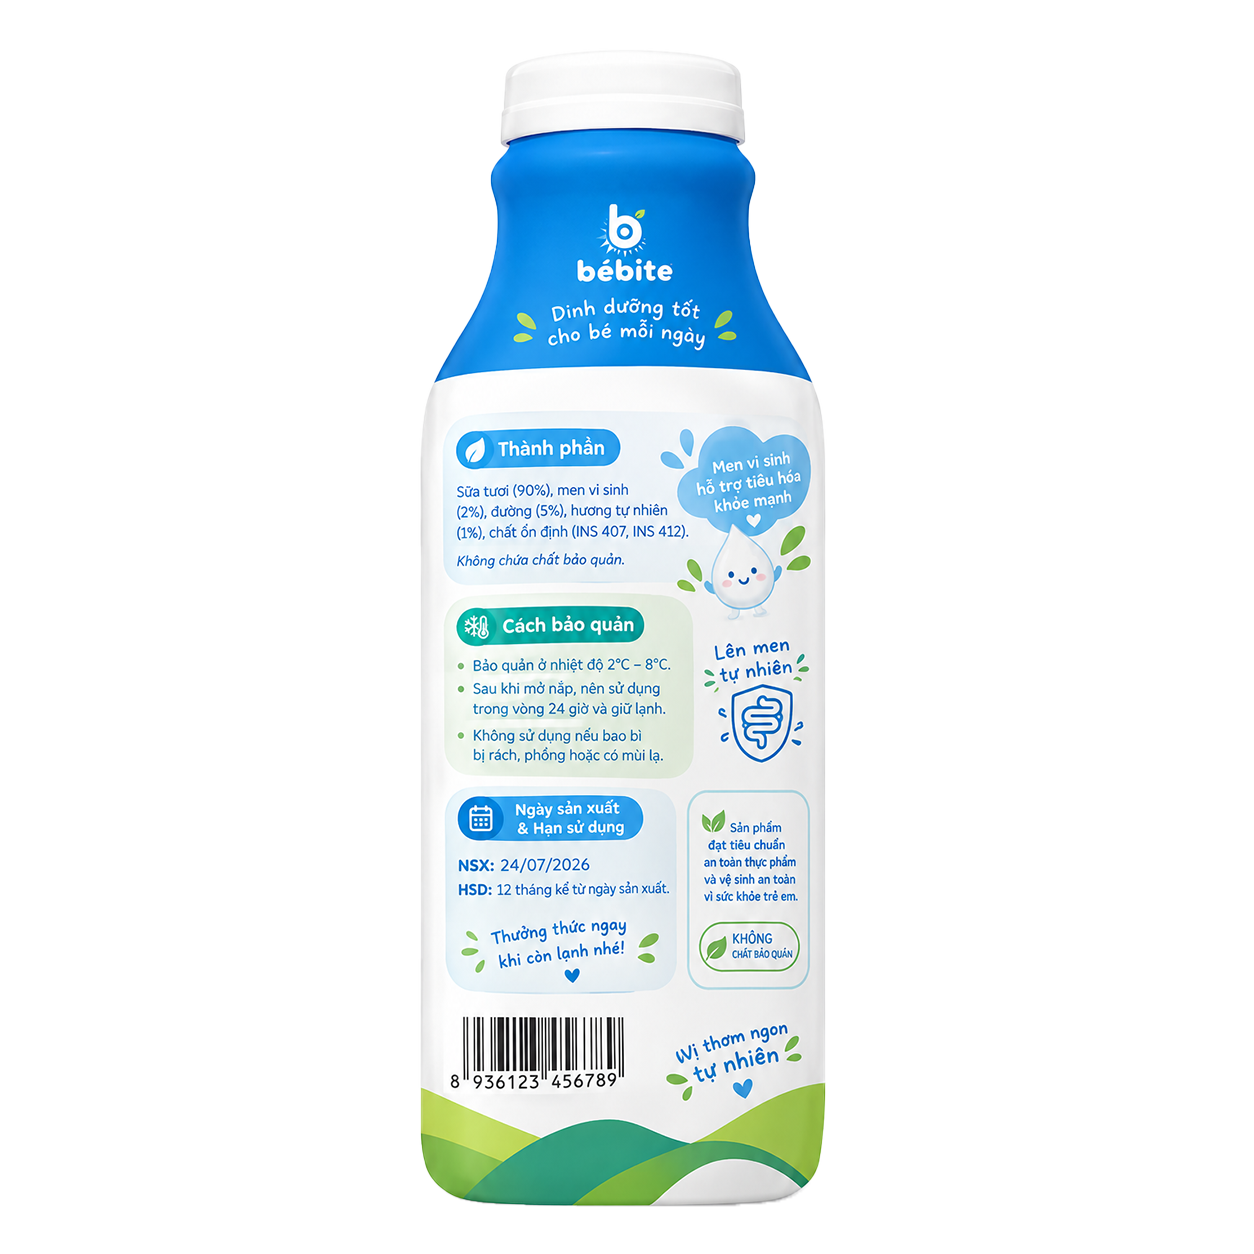 bébite
Dinh dưỡng tốt
cho bé mỗi ngày
Thành phần
Sữa tươi (90%), men vi sinh
(2%), đường (5%), hương tự nhiên
(1%), chất ổn định (INS 407, INS 412).
Không chứa chất bảo quản.
Men vi sinh
hỗ trợ tiêu hóa
khỏe mạnh
Cách bảo quản
Bảo quản ở nhiệt độ 2°C – 8°C.
Sau khi mở nắp, nên sử dụng
trong vòng 24 giờ và giữ lạnh.
Không sử dụng nếu bao bì
bị rách, phồng hoặc có mùi lạ.
Lên men
tự nhiên
Ngày sản xuất
& Hạn sử dụng
NSX: 24/07/2026
HSD: 12 tháng kể từ ngày sản xuất.
Thưởng thức ngay
khi còn lạnh nhé!
Sản phẩm
đạt tiêu chuẩn
an toàn thực phẩm
và vệ sinh an toàn
vì sức khỏe trẻ em.
KHÔNG
CHẤT BẢO QUẢN
8 936123 456789
Vị thơm ngon
tự nhiên